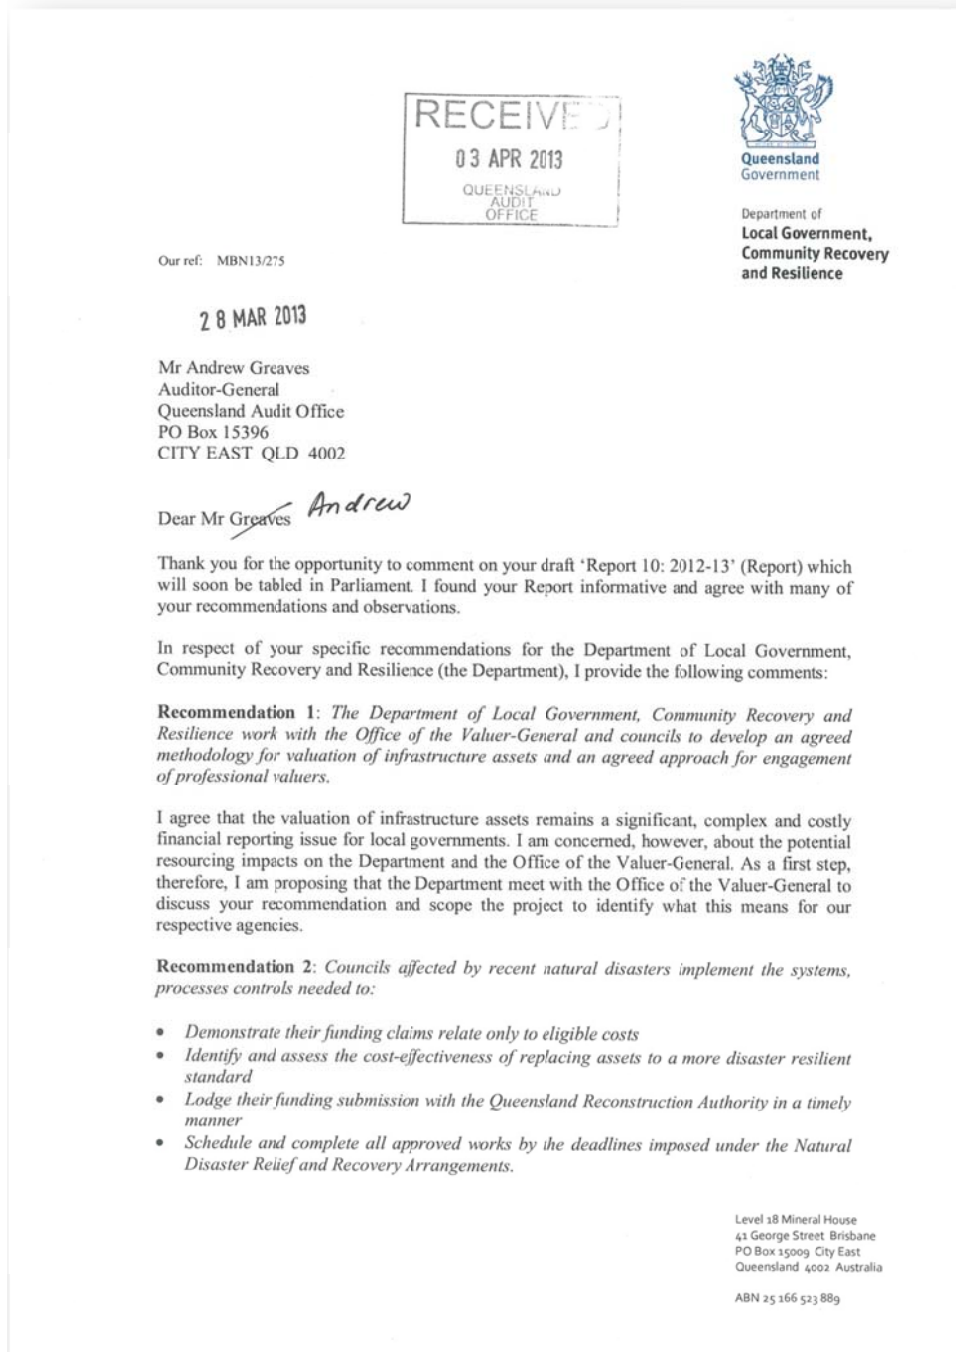 RECEIVED
03 APR 2013
QUEENSLAND
AUDIT
OFFICE
Queensland
Government
Department of
Local Government,
Community Recovery
and Resilience
Our ref: MBN13/275
28 MAR 2013
Mr Andrew Greaves
Auditor-General
Queensland Audit Office
PO Box 15396
CITY EAST QLD 4002
Dear Mr Greaves Andrew
Thank you for the opportunity to comment on your draft ‘Report 10: 2012-13’ (Report) which
will soon be tabled in Parliament. I found your Report informative and agree with many of
your recommendations and observations.
In respect of your specific recommendations for the Department of Local Government,
Community Recovery and Resilience (the Department), I provide the following comments:
Recommendation 1: The Department of Local Government, Community Recovery and
Resilience work with the Office of the Valuer-General and councils to develop an agreed
methodology for valuation of infrastructure assets and an agreed approach for engagement
of professional valuers.
I agree that the valuation of infrastructure assets remains a significant, complex and costly
financial reporting issue for local governments. I am concerned, however, about the potential
resourcing impacts on the Department and the Office of the Valuer-General. As a first step,
therefore, I am proposing that the Department meet with the Office of the Valuer-General to
discuss your recommendation and scope the project to identify what this means for our
respective agencies.
Recommendation 2: Councils affected by recent natural disasters implement the systems,
processes controls needed to:
• Demonstrate their funding claims relate only to eligible costs
• Identify and assess the cost-effectiveness of replacing assets to a more disaster resilient
standard
• Lodge their funding submission with the Queensland Reconstruction Authority in a timely
manner
• Schedule and complete all approved works by the deadlines imposed under the Natural
Disaster Relief and Recovery Arrangements.
Level 18 Mineral House
41 George Street Brisbane
PO Box 15009 City East
Queensland 4002 Australia
ABN 25 166 523 889